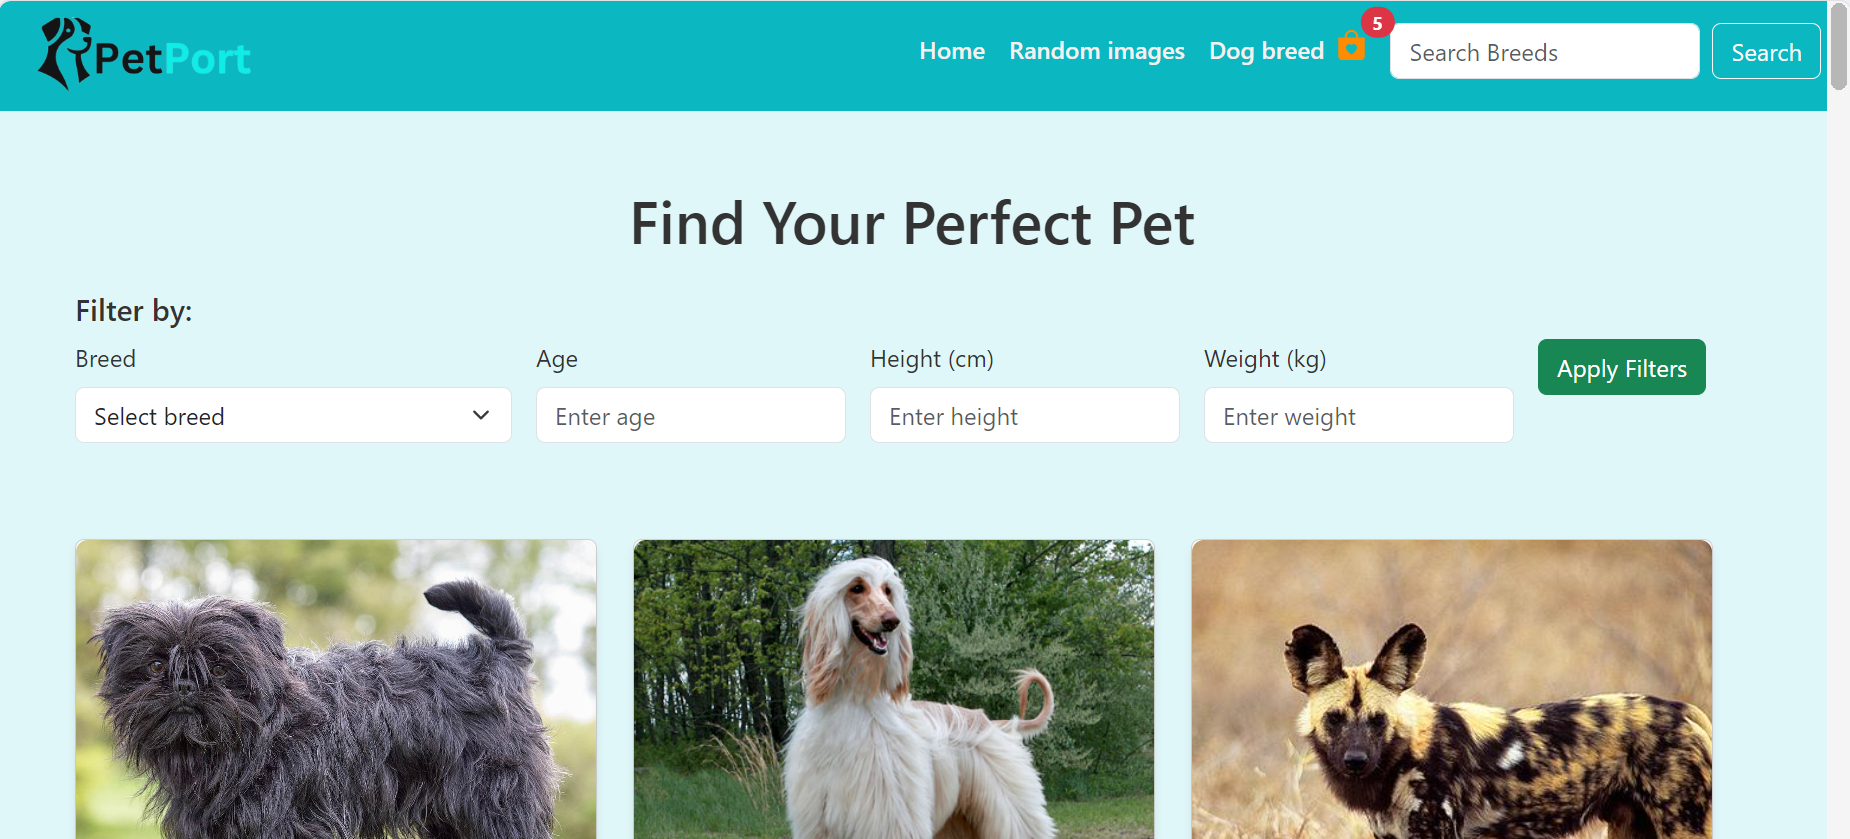 PetPort
Home Random images Dog breed 5 Search Breeds Search
Find Your Perfect Pet
Filter by:
Breed Age Height (cm) Weight (kg)
Select breed Enter age Enter height Enter weight Apply Filters